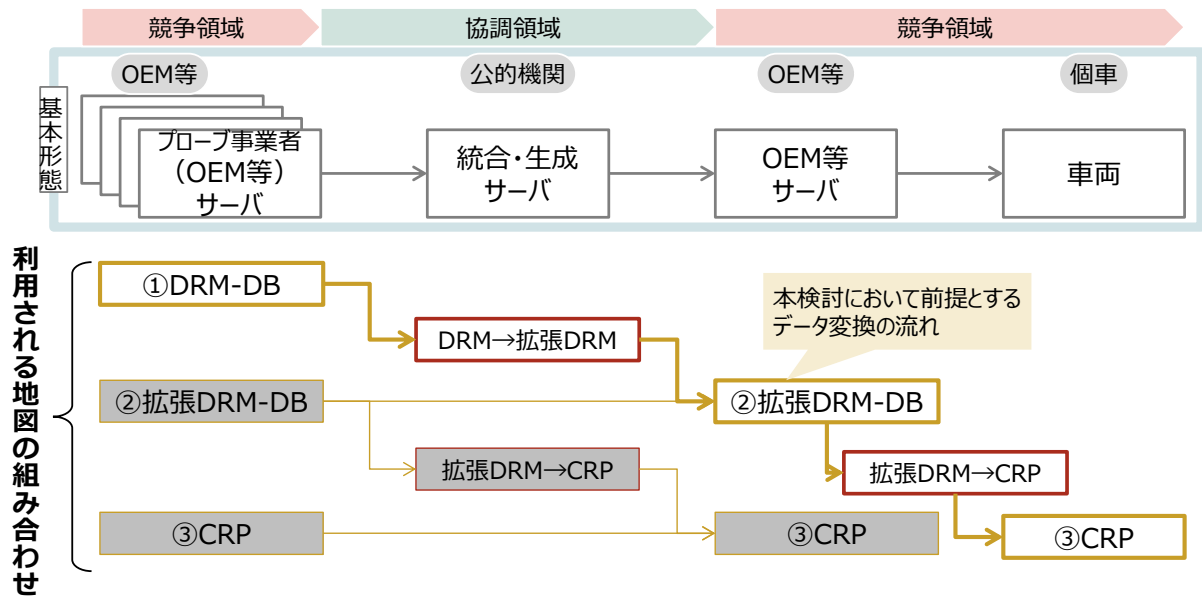 競争領域
協調領域
競争領域
OEM等
公的機関
OEM等
個車
基本形態
プローブ事業者
（OEM等）
サーバ
統合・生成
サーバ
OEM等
サーバ
車両
利用される地図の組み合わせ
①DRM-DB
本検討において前提とする
データ変換の流れ
DRM→拡張DRM
②拡張DRM-DB
②拡張DRM-DB
拡張DRM→CRP
拡張DRM→CRP
③CRP
③CRP
③CRP